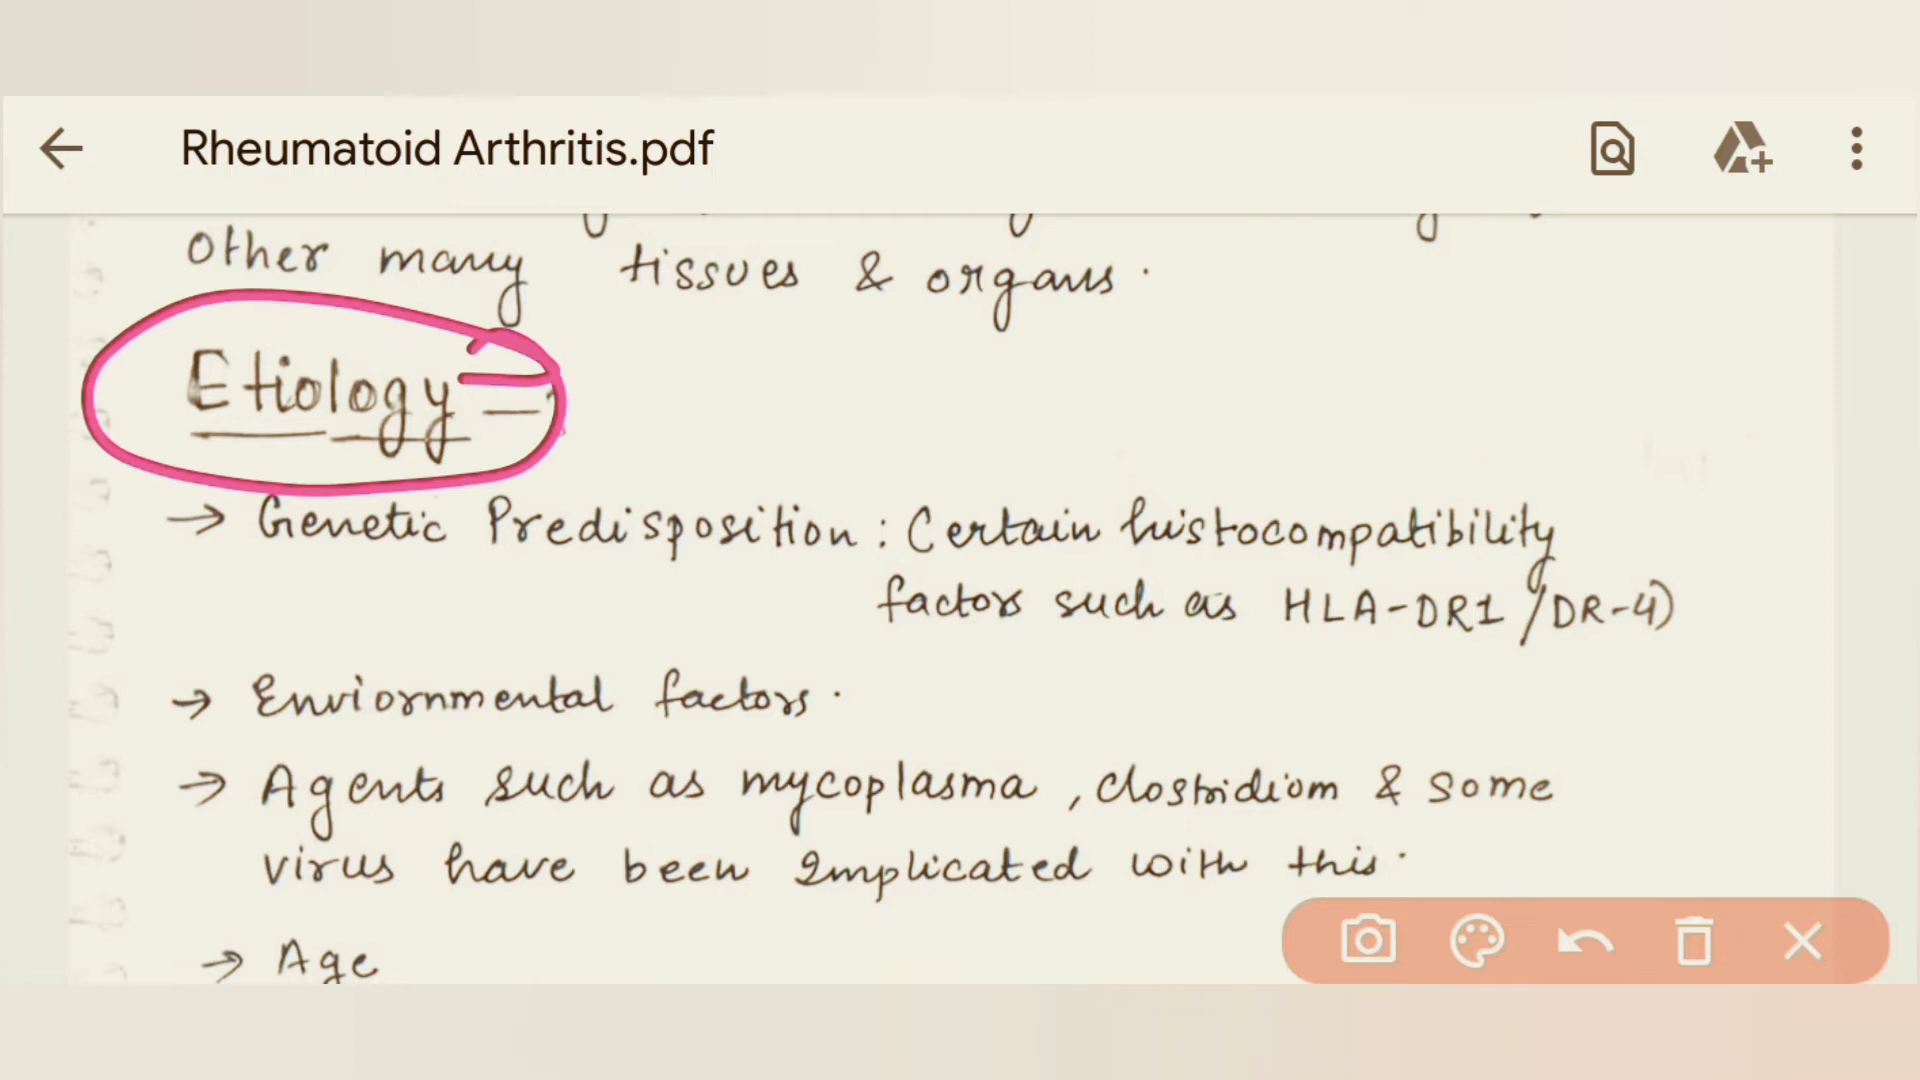 Rheumatoid Arthritis.pdf
Other many tissues & organs.
Etiology -
→ Genetic Predisposition : Certain histocompatibility
factors such as HLA-DR1/DR-4)
→ Enviornmental factors.
→ Agents such as mycoplasma, clostridiom & some
virus have been Implicated with this.
→ Age